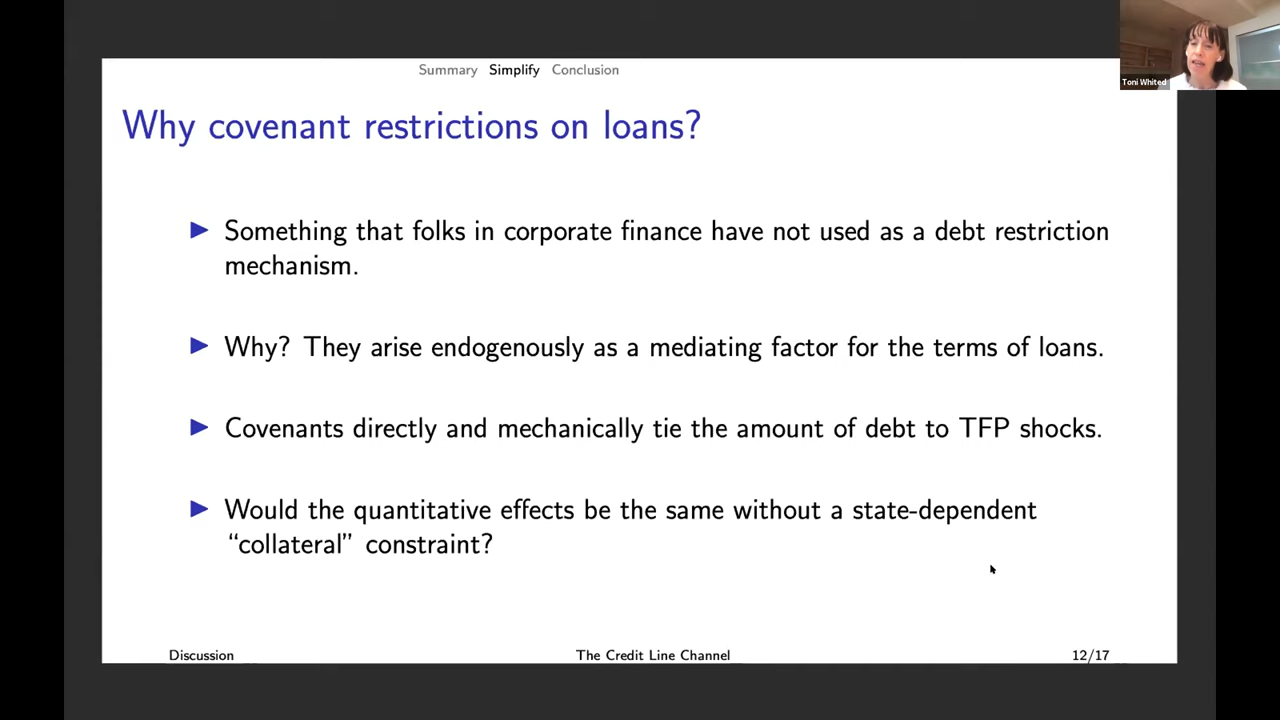 Summary Simplify Conclusion
Toni Whited
Why covenant restrictions on loans?
Something that folks in corporate finance have not used as a debt restriction
mechanism.
Why? They arise endogenously as a mediating factor for the terms of loans.
Covenants directly and mechanically tie the amount of debt to TFP shocks.
Would the quantitative effects be the same without a state-dependent
“collateral” constraint?
Discussion The Credit Line Channel 12/17